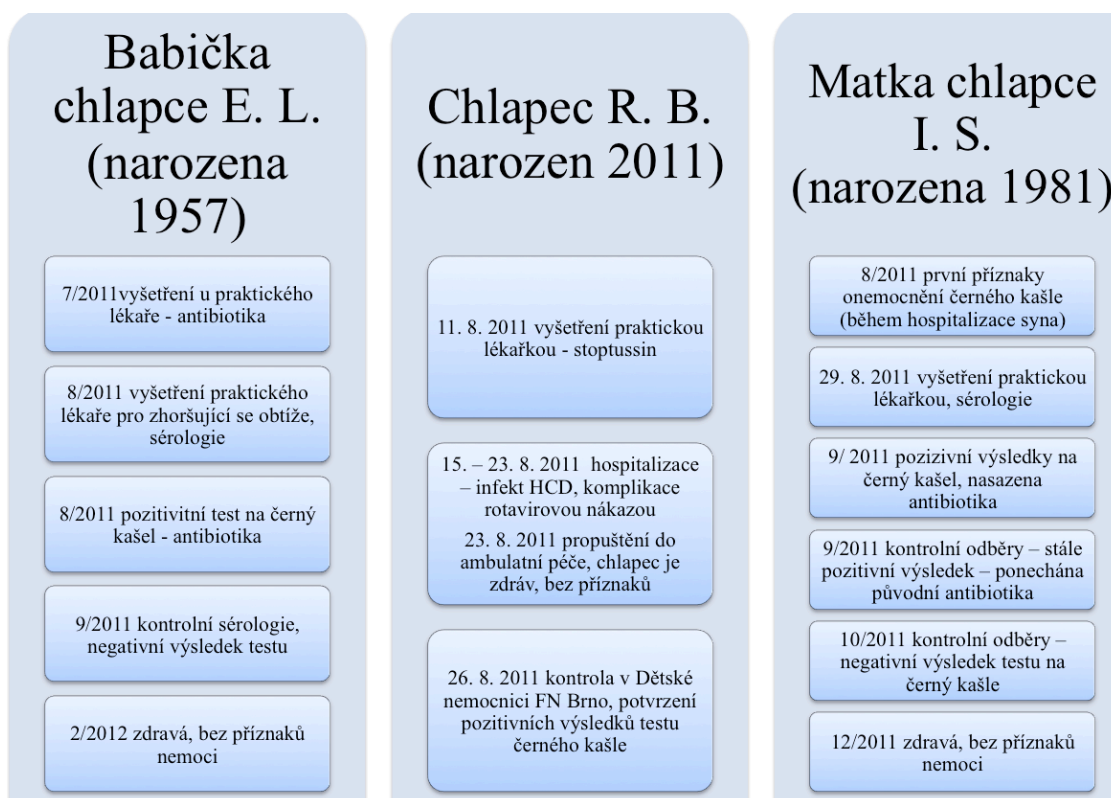 Babička
chlapce E. L.
(narozena
1957)
7/2011vyšetření u praktického
lékaře - antibiotika
8/2011 vyšetření praktického
lékaře pro zhoršující se obtíže,
sérologie
8/2011 pozitivitní test na černý
kašel - antibiotika
9/2011 kontrolní sérologie,
negativní výsledek testu
2/2012 zdravá, bez příznaků
nemoci
Chlapec R. B.
(narozen 2011)
11. 8. 2011 vyšetření praktickou
lékařkou - stoptussin
15. – 23. 8. 2011 hospitalizace
– infekt HCD, komplikace
rotavirovou nákazou
23. 8. 2011 propuštění do
ambulatní péče, chlapec je
zdráv, bez příznaků
26. 8. 2011 kontrola v Dětské
nemocnici FN Brno, potvrzení
pozitivních výsledků testu
černého kašle
Matka chlapce
I. S.
(narozena 1981)
8/2011 první příznaky
onemocnění černého kašle
(během hospitalizace syna)
29. 8. 2011 vyšetření praktickou
lékařkou, sérologie
9/ 2011 pozizivní výsledky na
černý kašel, nasazena
antibiotika
9/2011 kontrolní odběry – stále
pozitivní výsledek – ponechána
původní antibiotika
10/2011 kontrolní odběry –
negativní výsledek testu na
černý kašle
12/2011 zdravá, bez příznaků
nemoci